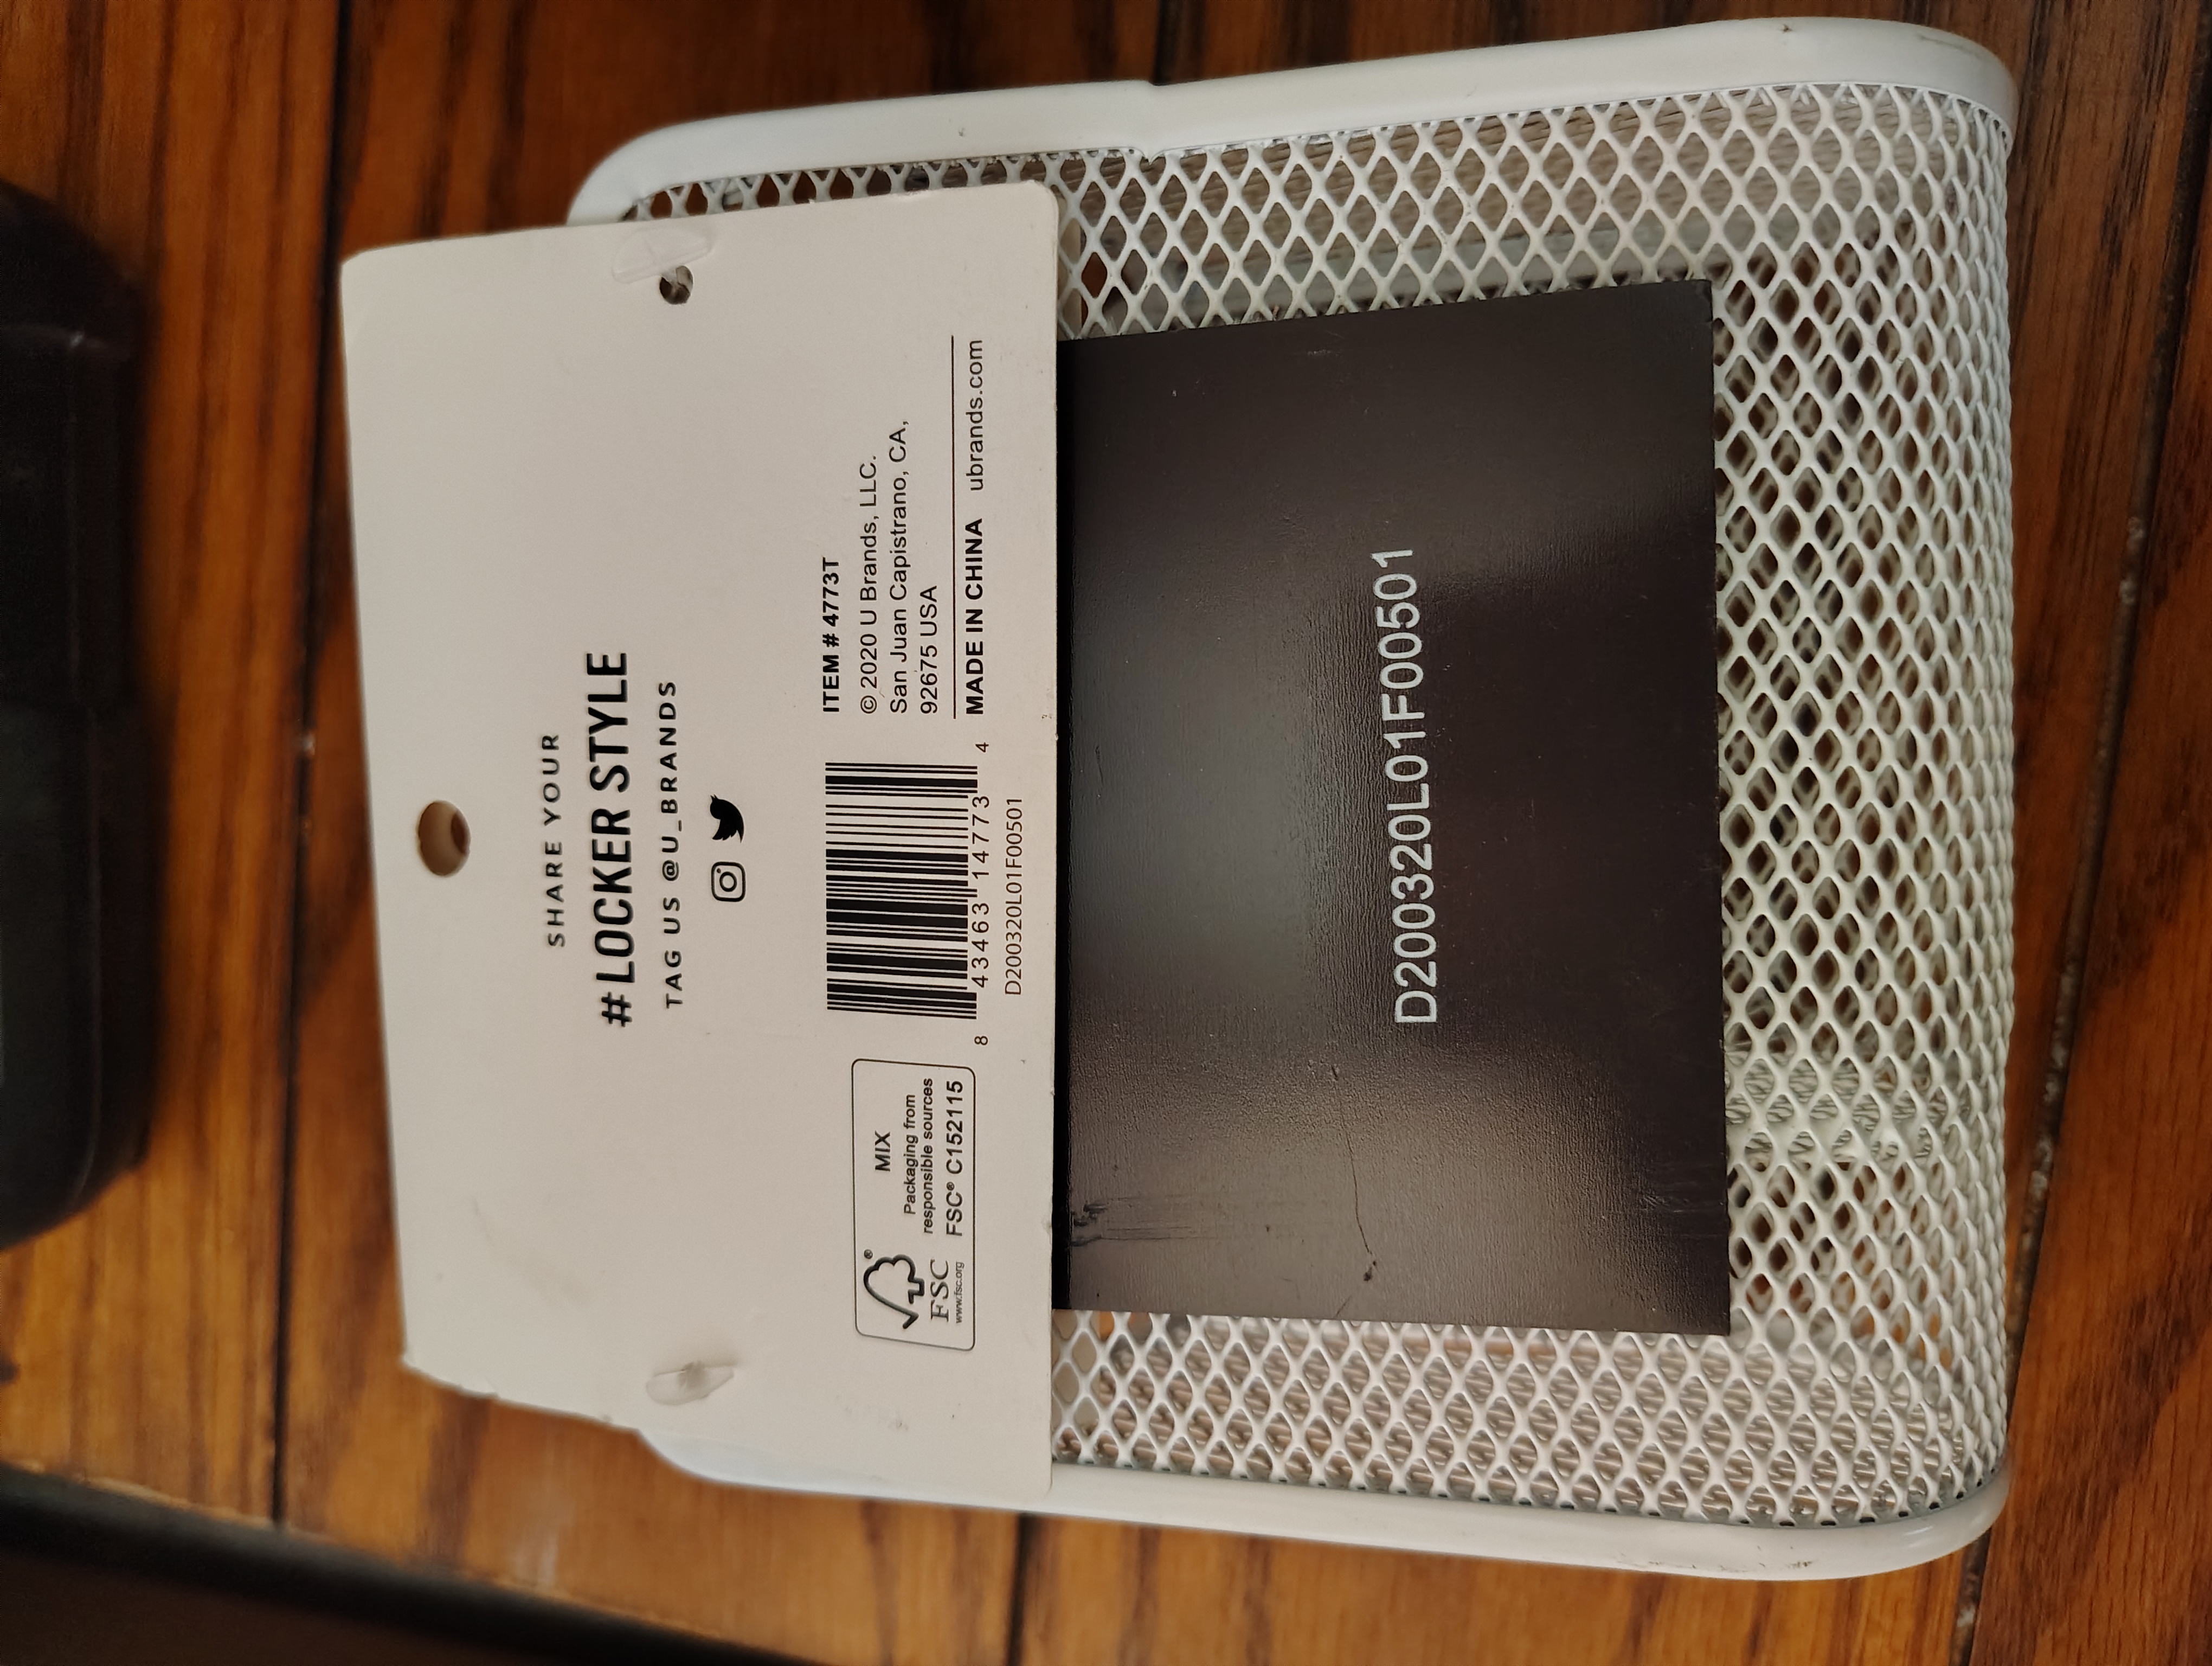 SHARE YOUR
# LOCKER STYLE
TAG US @U_BRANDS
FSC®
www.fsc.org
MIX
Packaging from
responsible sources
FSC® C152115
8 43463 14773 4
D200320L01F00501
ITEM # 4773T
© 2020 U Brands, LLC.
San Juan Capistrano, CA,
92675 USA
MADE IN CHINA ubrands.com
D200320L01F00501